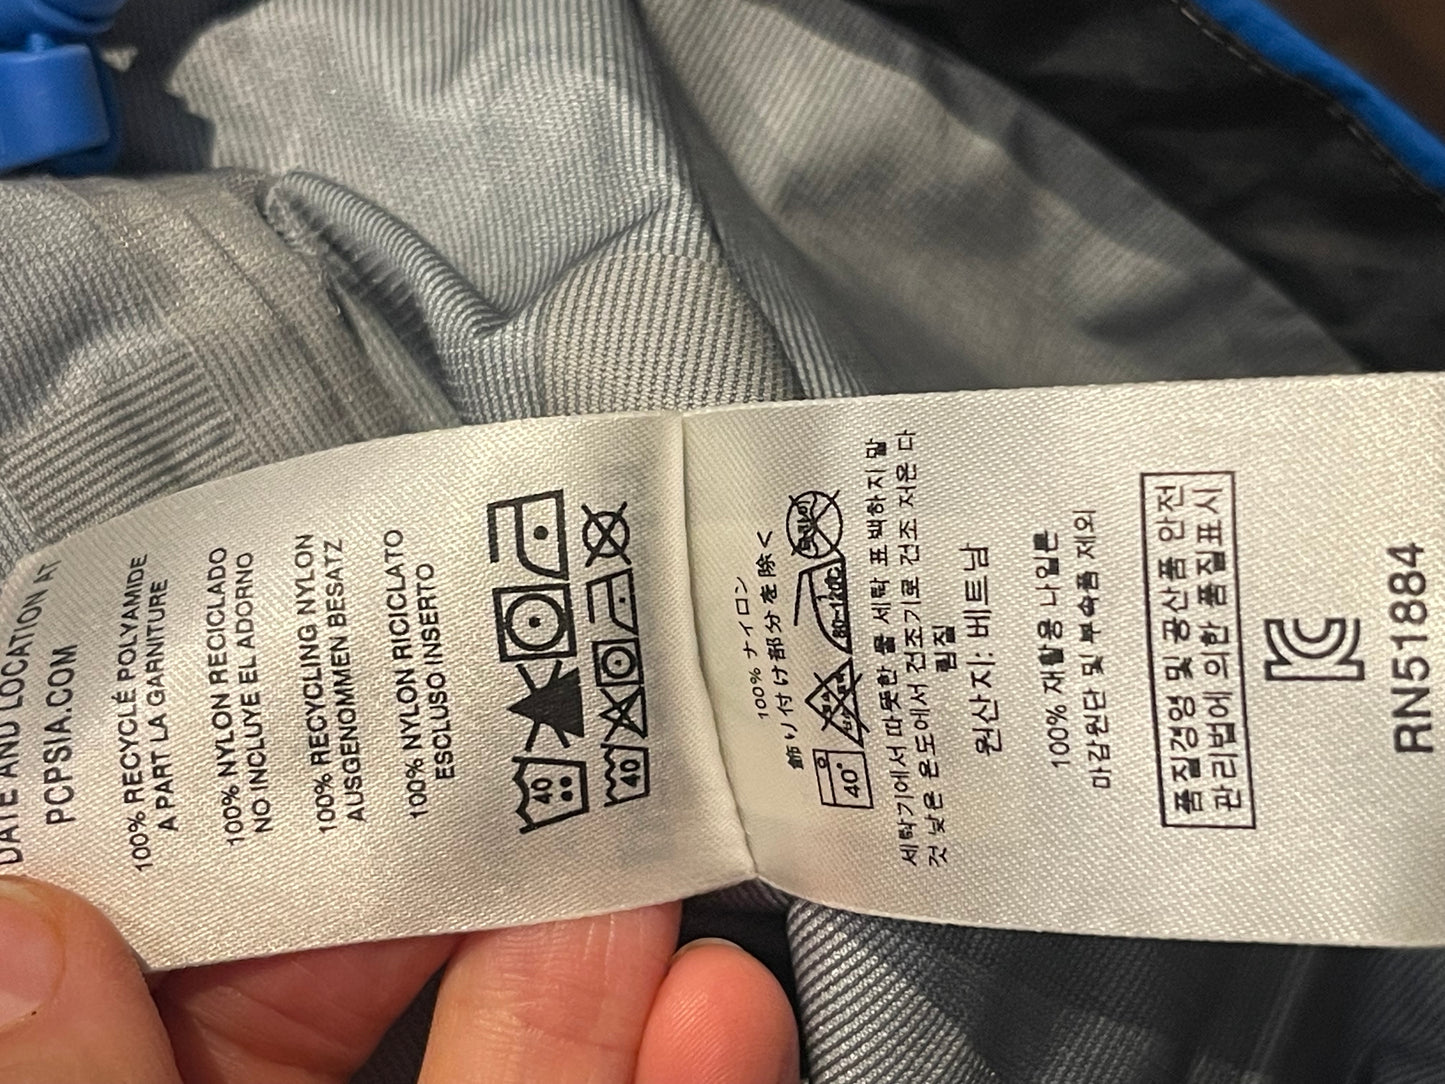 DATE AND LOCATION AT
PCPSIA.COM
100% RECYCLÉ POLYAMIDE
A PART LA GARNITURE
100% NYLON RECICLADO
NO INCLUYE EL ADORNO
100% RECYCLING NYLON
AUSGENOMMEN BESATZ
100% NYLON RICICLATO
ESCLUSO INSERTO
40
40
100% ナイロン
飾り付け部分を除く
40°
80~120℃
세탁기에서 따뜻한 물 세탁 표백하지 말
것 낮은 온도에서 건조기로 건조 저온 다
림질
원산지: 베트남
100% 재활용 나일론
마감원단 및 부속품 제외
품질경영 및 공산품 안전
관리법에 의한 품질표시
RN51884